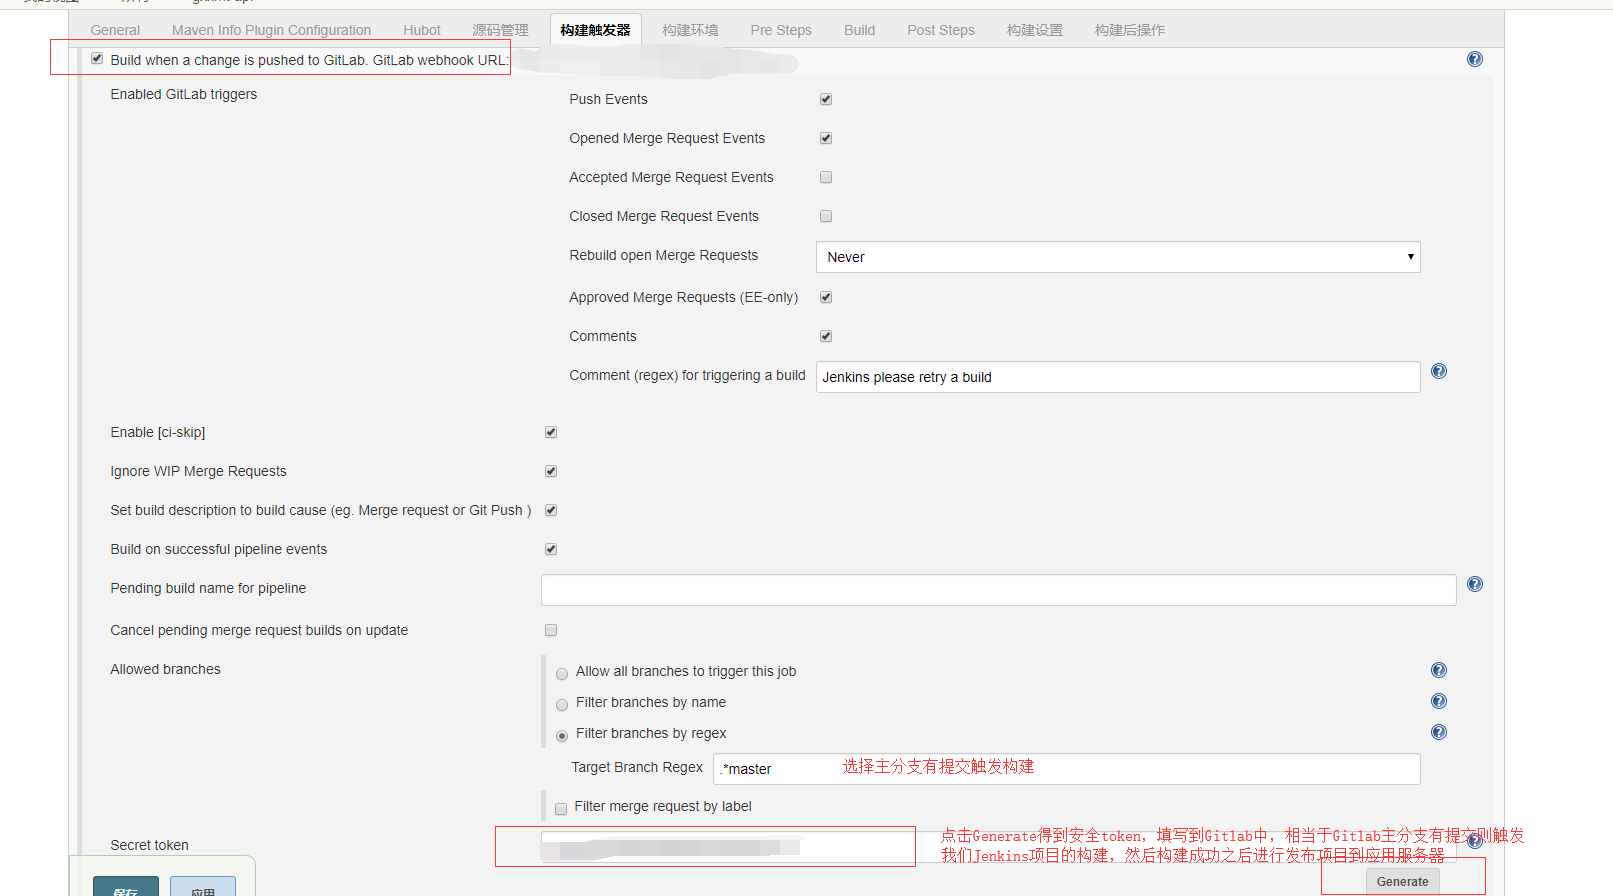 General Maven Info Plugin Configuration Hubot 源码管理 构建触发器 构建环境 Pre Steps Build Post Steps 构建设置 构建后操作
Build when a change is pushed to GitLab. GitLab webhook URL:
Enabled GitLab triggers
Push Events
Opened Merge Request Events
Accepted Merge Request Events
Closed Merge Request Events
Rebuild open Merge Requests Never
Approved Merge Requests (EE-only)
Comments
Comment (regex) for triggering a build Jenkins please retry a build
Enable [ci-skip]
Ignore WIP Merge Requests
Set build description to build cause (eg. Merge request or Git Push )
Build on successful pipeline events
Pending build name for pipeline
Cancel pending merge request builds on update
Allowed branches
Allow all branches to trigger this job
Filter branches by name
Filter branches by regex
Target Branch Regex .*master 选择主分支有提交触发构建
Filter merge request by label
Secret token
点击Generate得到安全token，填写到Gitlab中，相当于Gitlab主分支有提交则触发
我们Jenkins项目的构建，然后构建成功之后进行发布项目到应用服务器
Generate
保存 应用